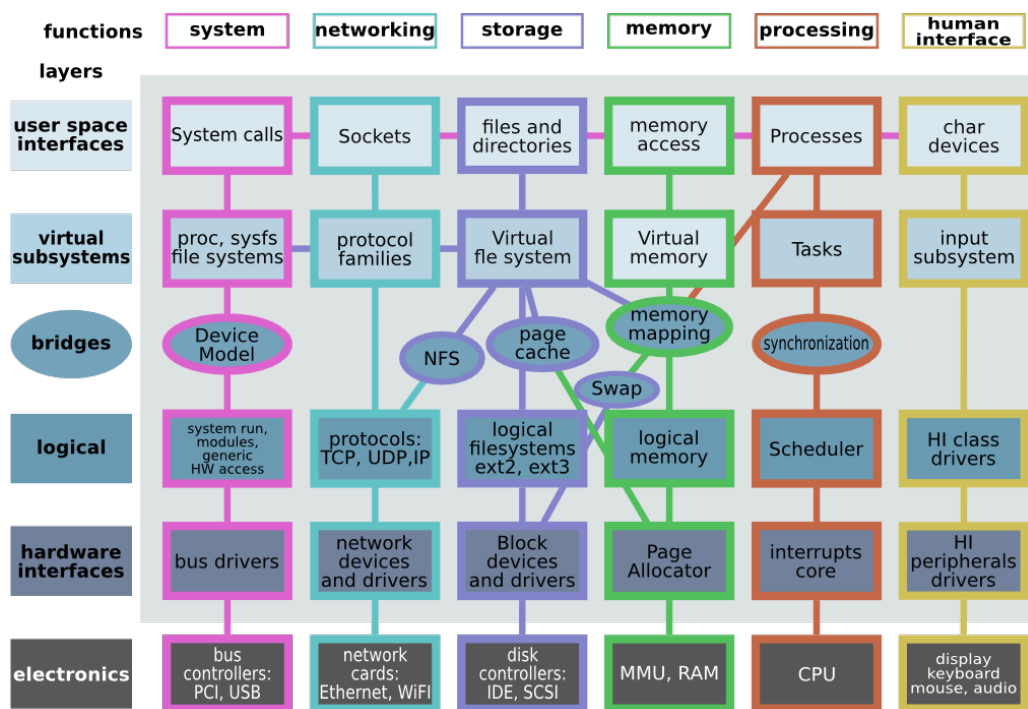 functions
system
networking
storage
memory
processing
human
interface
layers
user space
interfaces
System calls
Sockets
files and
directories
memory
access
Processes
char
devices
virtual
subsystems
proc, sysfs
file systems
protocol
families
Virtual
fle system
Virtual
memory
Tasks
input
subsystem
bridges
Device
Model
NFS
page
cache
memory
mapping
synchronization
Swap
logical
system run,
modules,
generic
HW access
protocols:
TCP, UDP,IP
logical
filesystems
ext2, ext3
logical
memory
Scheduler
HI class
drivers
hardware
interfaces
bus drivers
network
devices
and drivers
Block
devices
and drivers
Page
Allocator
interrupts
core
HI
peripherals
drivers
electronics
bus
controllers:
PCI, USB
network
cards:
Ethernet, WiFI
disk
controllers:
IDE, SCSI
MMU, RAM
CPU
display
keyboard
mouse, audio